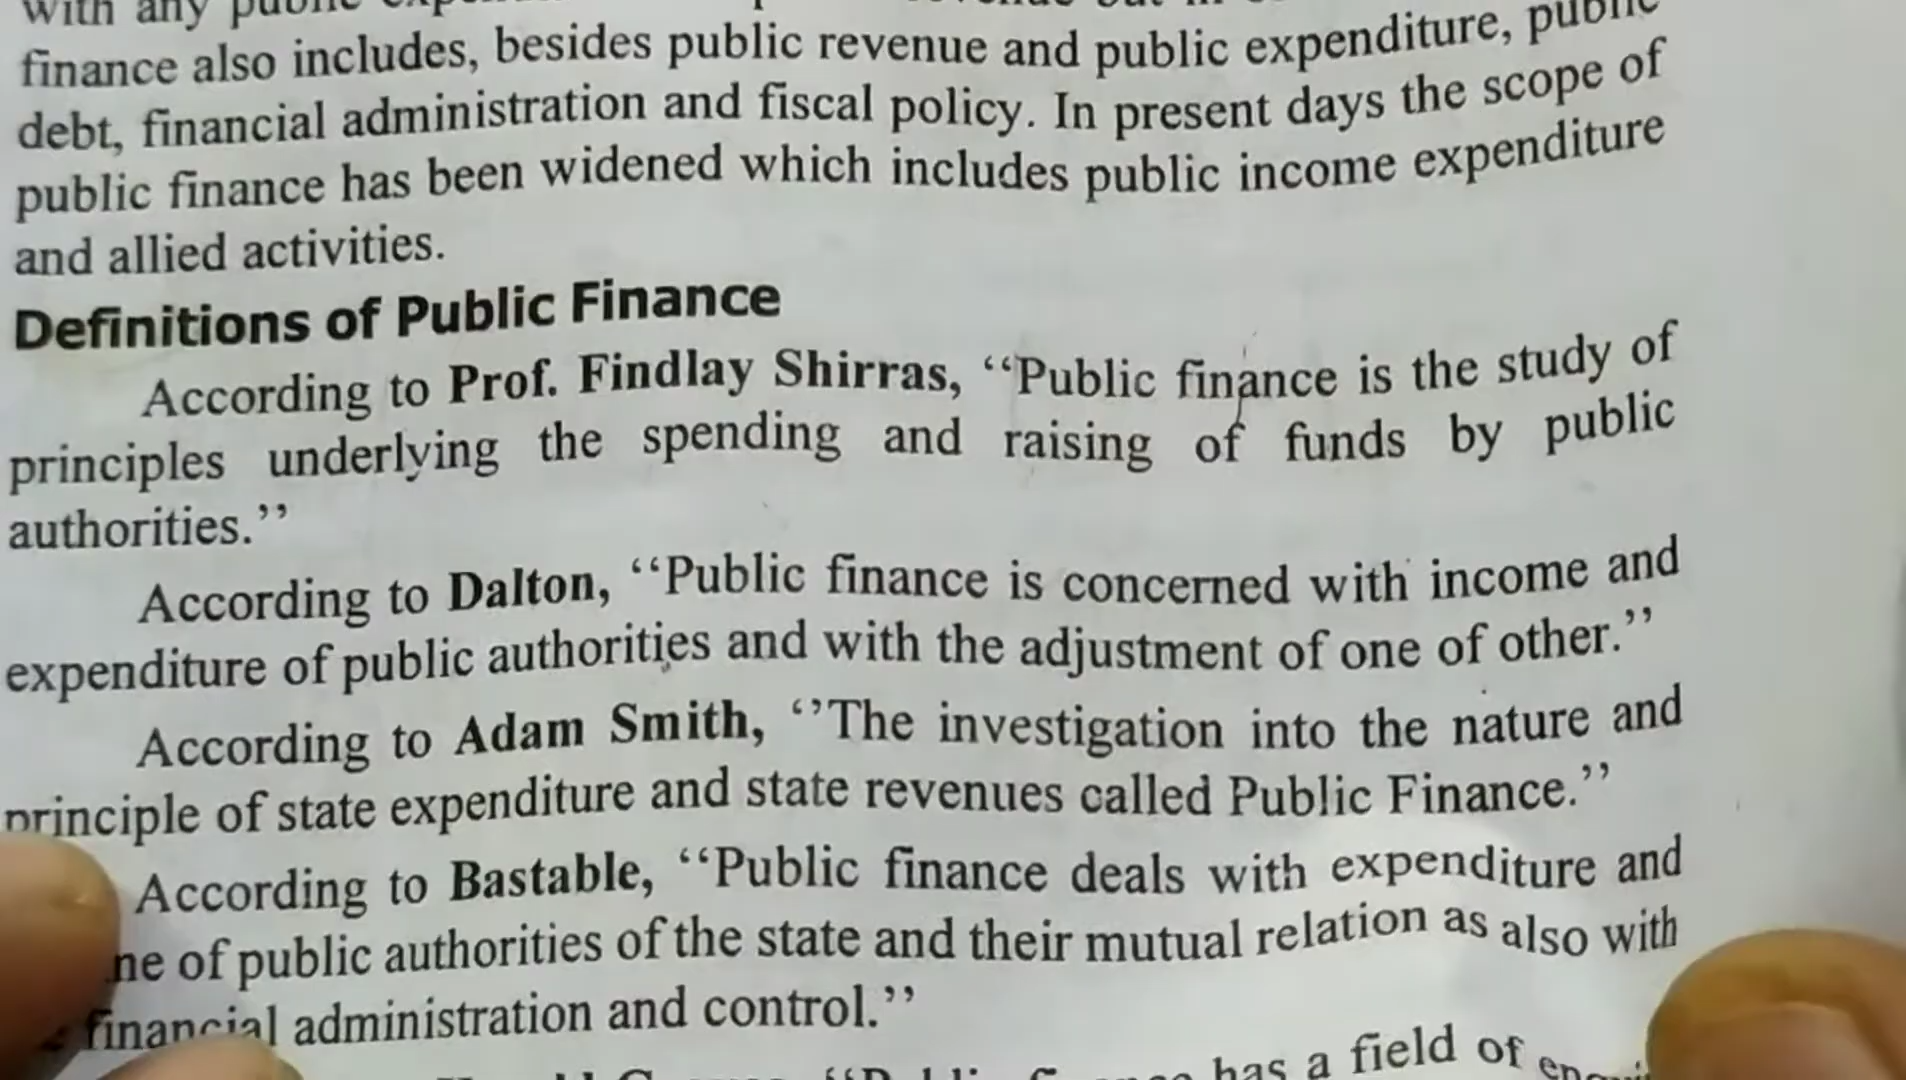 with any public
finance also includes, besides public revenue and public expenditure, public
debt, financial administration and fiscal policy. In present days the scope of
public finance has been widened which includes public income expenditure
and allied activities.
Definitions of Public Finance
According to Prof. Findlay Shirras, ‘‘Public finance is the study of
principles underlying the spending and raising of funds by public
authorities.’’
According to Dalton, ‘‘Public finance is concerned with income and
expenditure of public authorities and with the adjustment of one of other.’’
According to Adam Smith, ‘’The investigation into the nature and
principle of state expenditure and state revenues called Public Finance.’’
According to Bastable, ‘‘Public finance deals with expenditure and
of public authorities of the state and their mutual relation as also with
financial administration and control.’’
has a field of